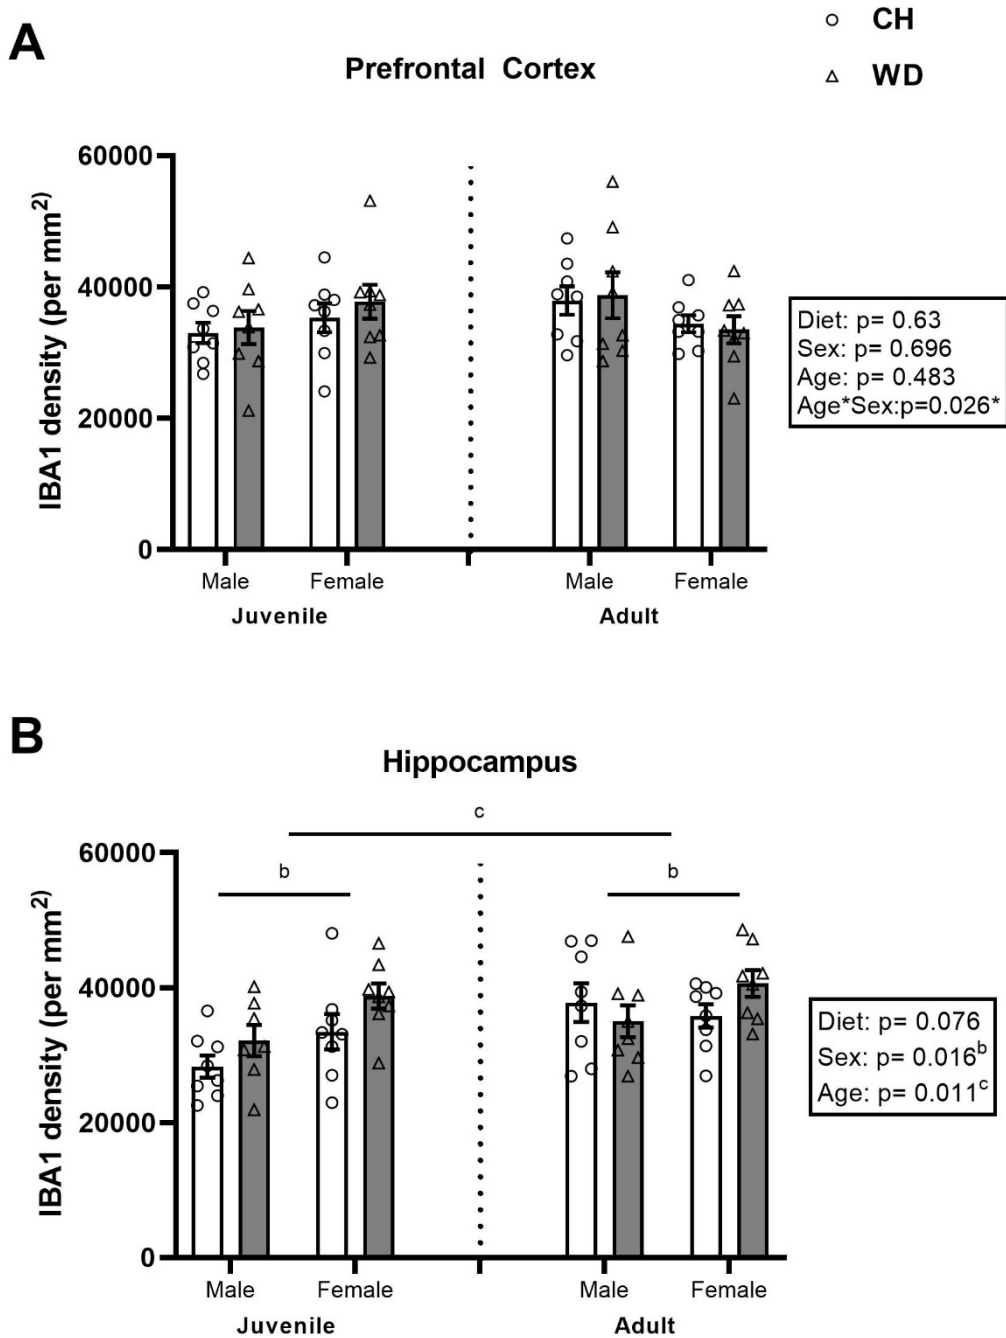 A
CH
WD
Prefrontal Cortex
IBA1 density (per mm²)
60000
40000
20000
0
Male
Female
Male
Female
Juvenile
Adult
Diet: p= 0.63
Sex: p= 0.696
Age: p= 0.483
Age*Sex:p=0.026*
B
Hippocampus
c
b
b
IBA1 density (per mm²)
60000
40000
20000
0
Male
Female
Male
Female
Juvenile
Adult
Diet: p= 0.076
Sex: p= 0.016ᵇ
Age: p= 0.011ᶜ